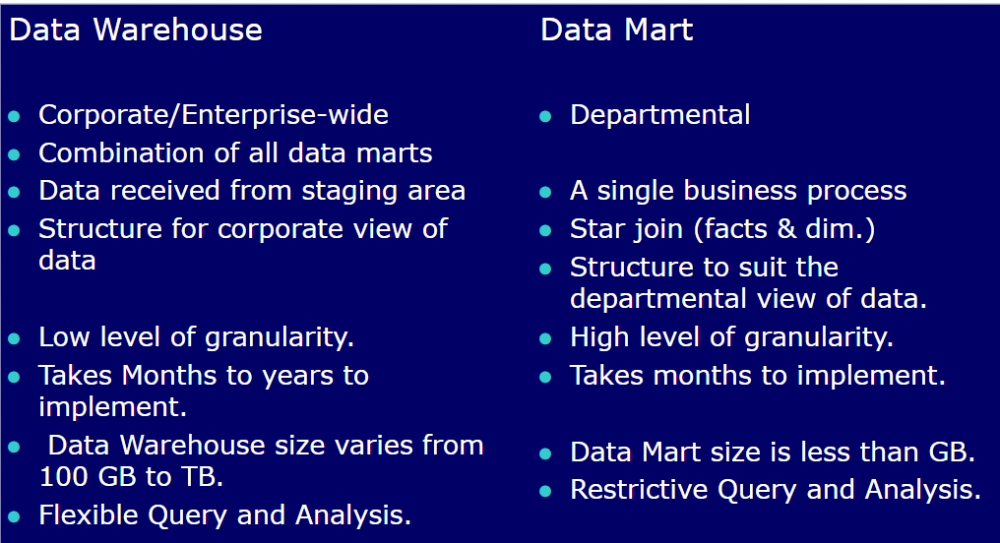 Data Warehouse
Corporate/Enterprise-wide
Combination of all data marts
Data received from staging area
Structure for corporate view of
data
Low level of granularity.
Takes Months to years to
implement.
Data Warehouse size varies from
100 GB to TB.
Flexible Query and Analysis.
Data Mart
Departmental
A single business process
Star join (facts & dim.)
Structure to suit the
departmental view of data.
High level of granularity.
Takes months to implement.
Data Mart size is less than GB.
Restrictive Query and Analysis.